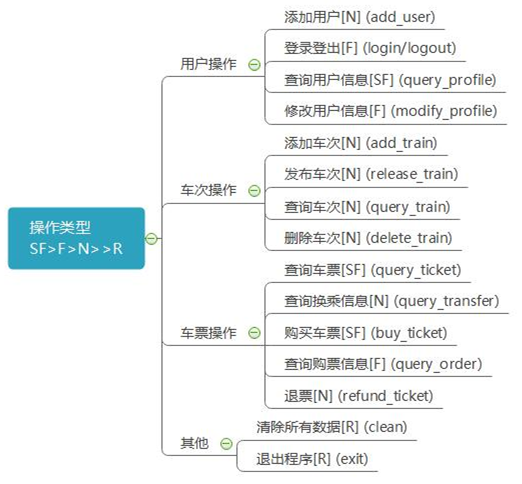 操作类型
SF>F>N>>R
用户操作
添加用户[N] (add_user)
登录登出[F] (login/logout)
查询用户信息[SF] (query_profile)
修改用户信息[F] (modify_profile)
车次操作
添加车次[N] (add_train)
发布车次[N] (release_train)
查询车次[N] (query_train)
删除车次[N] (delete_train)
车票操作
查询车票[SF] (query_ticket)
查询换乘信息[N] (query_transfer)
购买车票[SF] (buy_ticket)
查询购票信息[F] (query_order)
退票[N] (refund_ticket)
其他
清除所有数据[R] (clean)
退出程序[R] (exit)